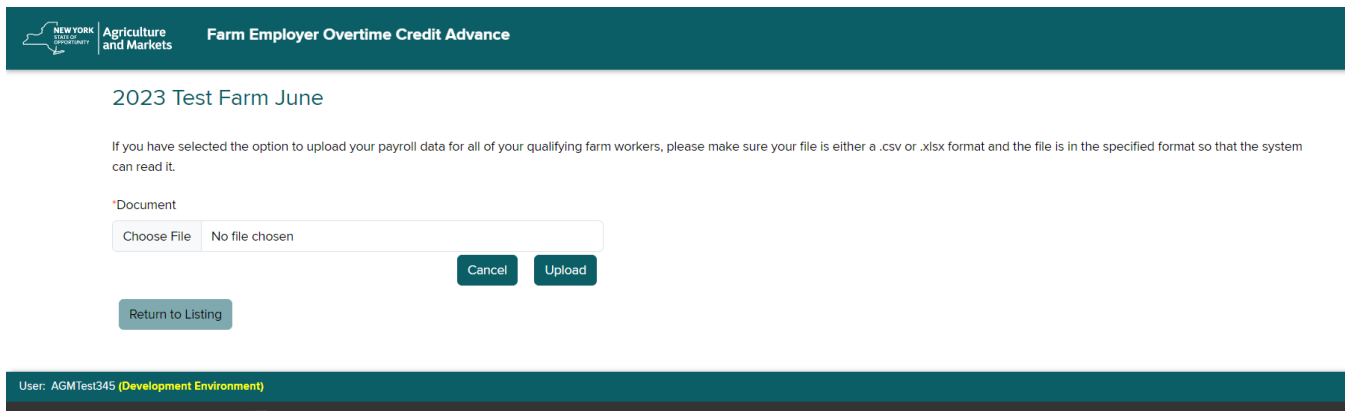 NEW YORK
STATE OF
OPPORTUNITY
Agriculture
and Markets
Farm Employer Overtime Credit Advance
2023 Test Farm June
If you have selected the option to upload your payroll data for all of your qualifying farm workers, please make sure your file is either a .csv or .xlsx format and the file is in the specified format so that the system
can read it.
*Document
Choose File No file chosen
Cancel Upload
Return to Listing
User: AGMTest345 (Development Environment)